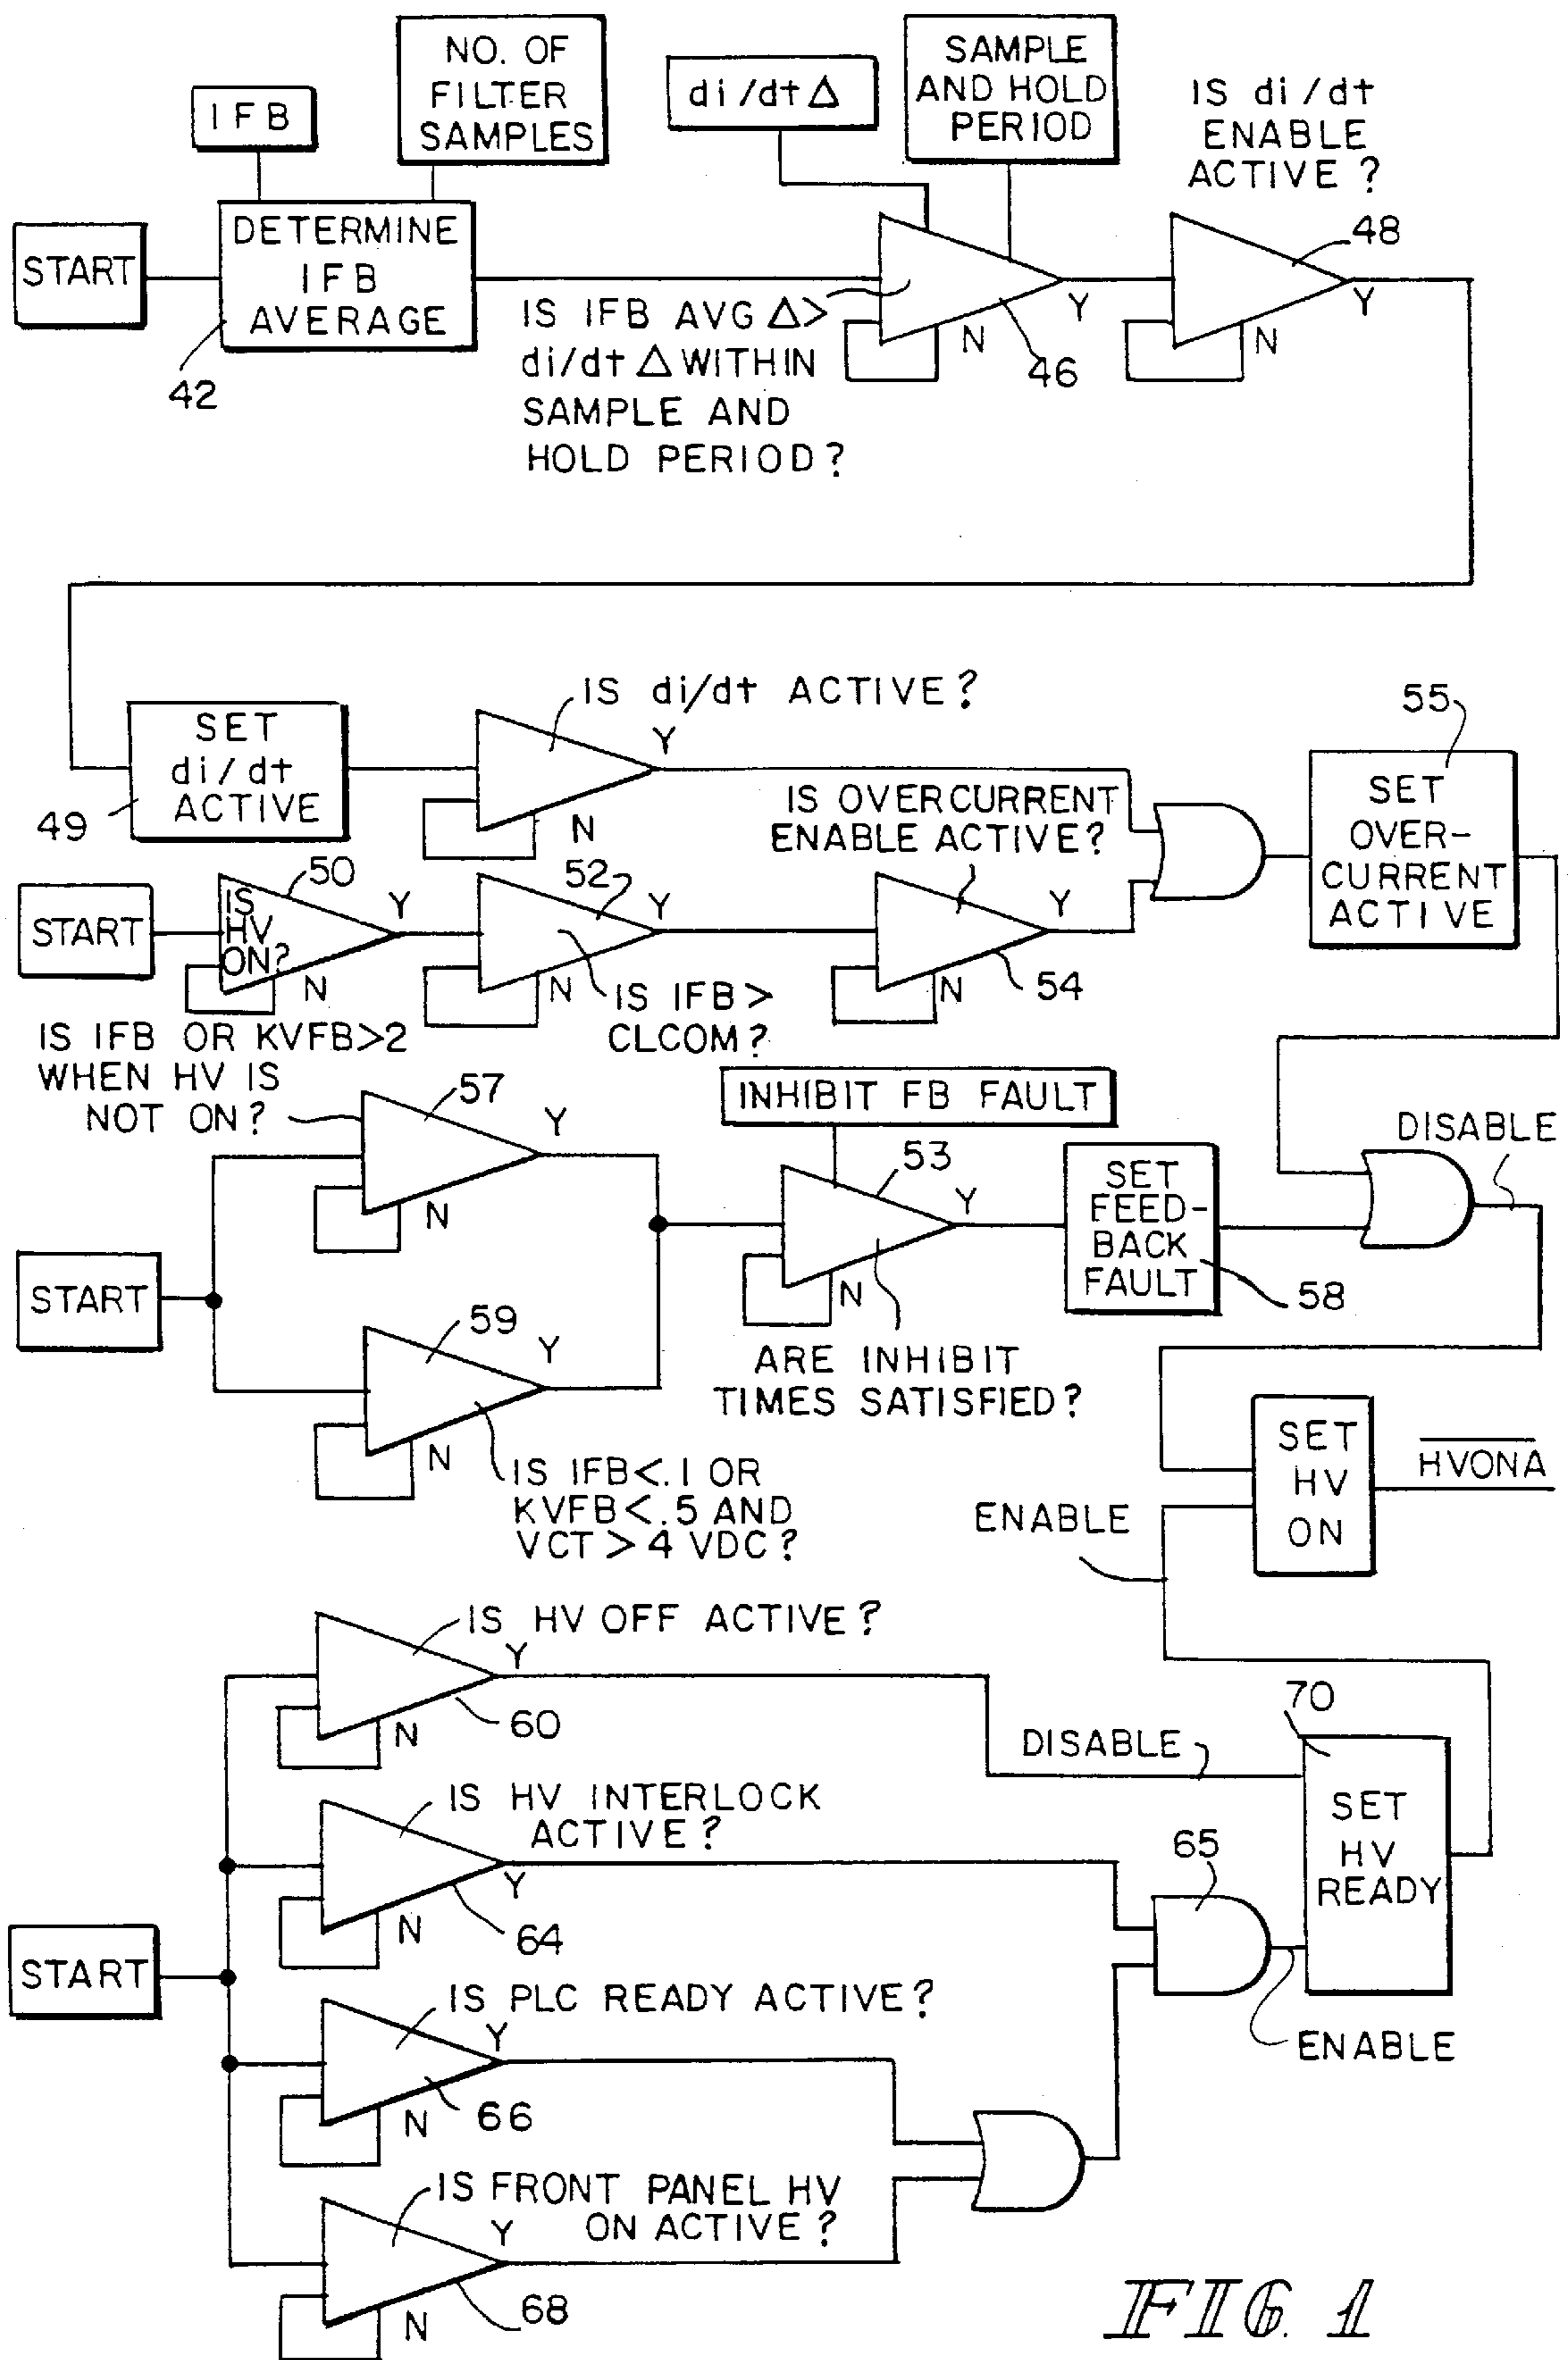 NO. OF
FILTER
SAMPLES
IFB
di/dt Δ
SAMPLE
AND HOLD
PERIOD
IS di/dt
ENABLE
ACTIVE ?
START
DETERMINE
IFB
AVERAGE
42
IS IFB AVG Δ>
di/dt Δ WITHIN
SAMPLE AND
HOLD PERIOD ?
N
Y
46
48
N
Y
SET
di/dt
ACTIVE
49
IS di/dt ACTIVE ?
Y
N
IS OVERCURRENT
ENABLE ACTIVE?
55
SET
OVER-
CURRENT
ACTIVE
START
50
IS
HV
ON?
Y
N
52
Y
N
IS IFB >
CLCOM ?
Y
N
54
IS IFB OR KVFB>2
WHEN HV IS
NOT ON?
57
Y
N
INHIBIT FB FAULT
53
Y
N
ARE INHIBIT
TIMES SATISFIED ?
SET
FEED-
BACK
FAULT
58
DISABLE
START
59
Y
N
IS IFB<.1 OR
KVFB<.5 AND
VCT > 4 VDC ?
SET
HV
ON
HVONA
ENABLE
IS HV OFF ACTIVE ?
Y
N
60
DISABLE
70
SET
HV
READY
IS HV INTERLOCK
ACTIVE ?
Y
N
64
65
ENABLE
START
IS PLC READY ACTIVE ?
Y
N
66
IS FRONT PANEL HV
ON ACTIVE ?
Y
N
68
FIG. 1